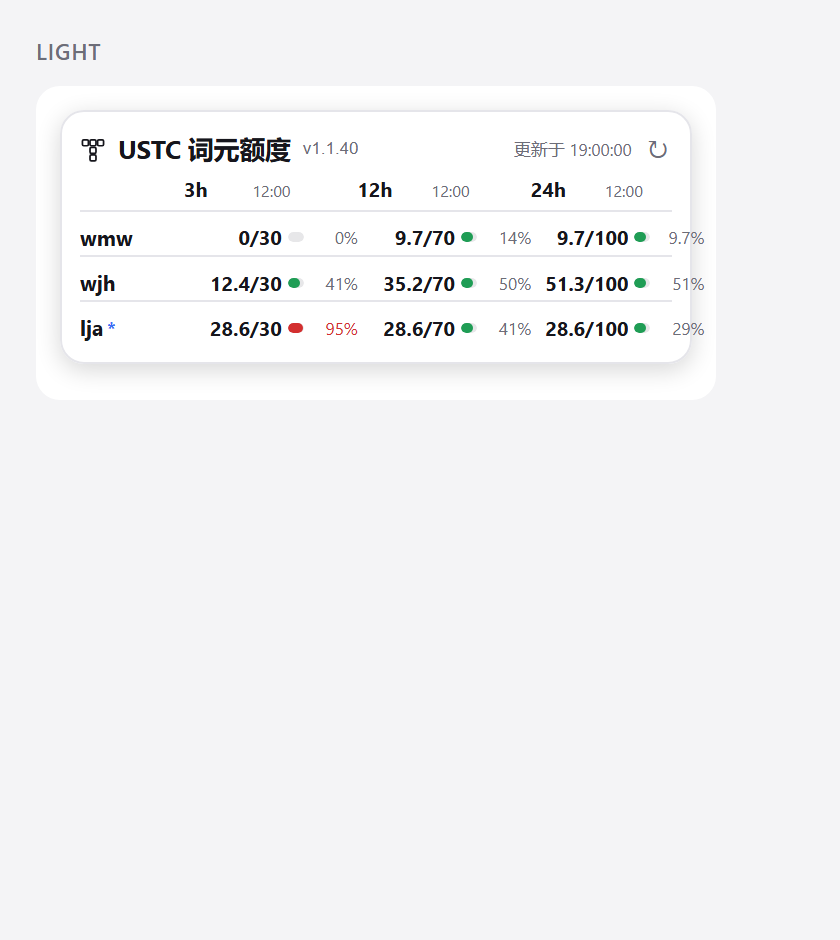 LIGHT
USTC 词元额度 v1.1.40 更新于 19:00:00
3h 12:00 12h 12:00 24h 12:00
wmw 0/30 0% 9.7/70 14% 9.7/100 9.7%
wjh 12.4/30 41% 35.2/70 50% 51.3/100 51%
lja * 28.6/30 95% 28.6/70 41% 28.6/100 29%